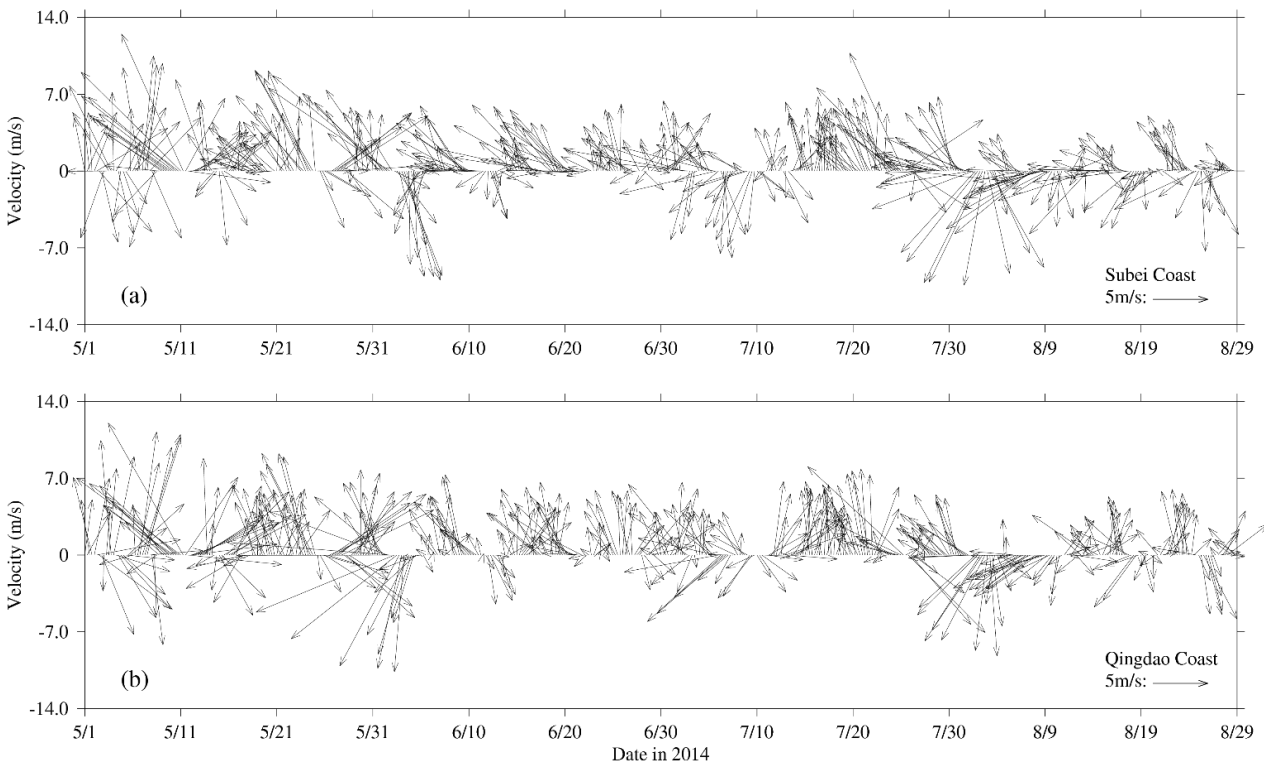 14.0
7.0
0
-7.0
-14.0
Velocity (m/s)
(a)
Subei Coast
5m/s:
5/1 5/11 5/21 5/31 6/10 6/20 6/30 7/10 7/20 7/30 8/9 8/19 8/29
14.0
7.0
0
-7.0
-14.0
Velocity (m/s)
(b)
Qingdao Coast
5m/s:
5/1 5/11 5/21 5/31 6/10 6/20 6/30 7/10 7/20 7/30 8/9 8/19 8/29
Date in 2014